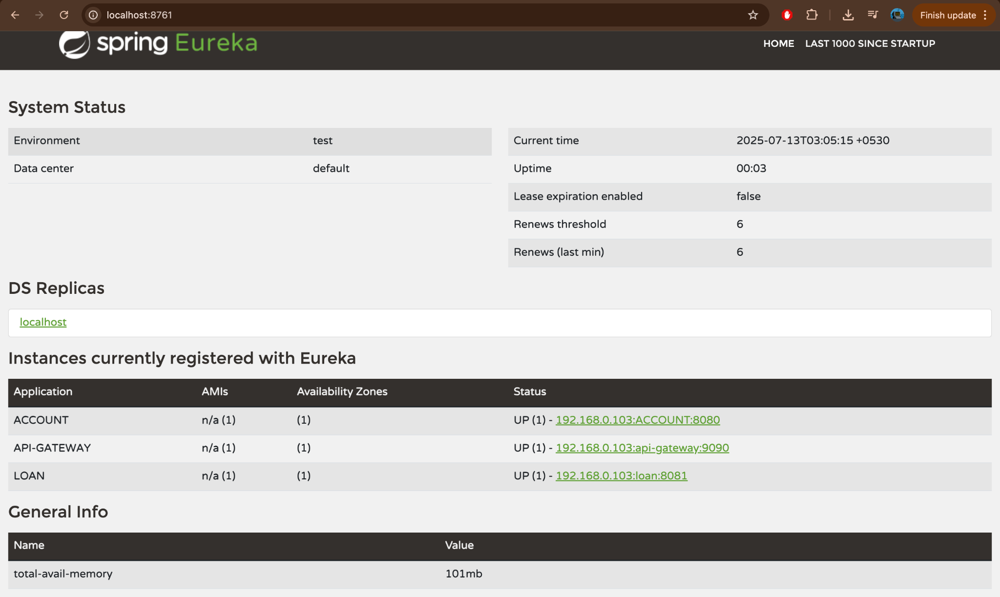 localhost:8761
Finish update
spring Eureka
HOME LAST 1000 SINCE STARTUP
System Status
Environment test
Data center default
Current time 2025-07-13T03:05:15 +0530
Uptime 00:03
Lease expiration enabled false
Renews threshold 6
Renews (last min) 6
DS Replicas
localhost
Instances currently registered with Eureka
Application AMIs Availability Zones Status
ACCOUNT n/a (1) (1) UP (1) - 192.168.0.103:ACCOUNT:8080
API-GATEWAY n/a (1) (1) UP (1) - 192.168.0.103:api-gateway:9090
LOAN n/a (1) (1) UP (1) - 192.168.0.103:loan:8081
General Info
Name Value
total-avail-memory 101mb